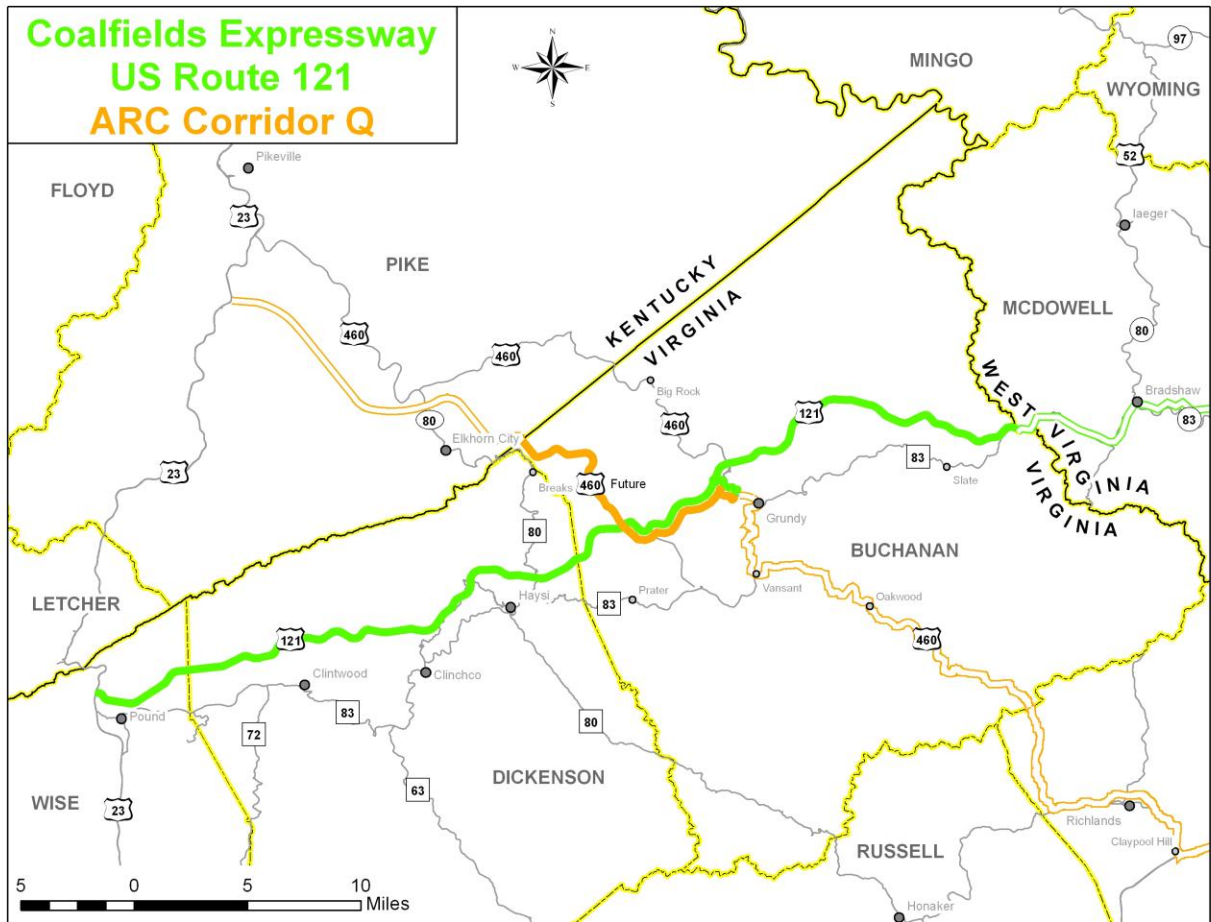 Coalfields Expressway
US Route 121
ARC Corridor Q
N
W
E
S
MINGO
97
WYOMING
Pikeville
52
FLOYD
23
Iaeger
PIKE
KENTUCKY
VIRGINIA
MCDOWELL
460
80
460
Big Rock
WEST VIRGINIA
Bradshaw
121
83
80
460
Elkhorn City
83
Slate
VIRGINIA
Breaks
460
Future
Grundy
80
BUCHANAN
LETCHER
Vansant
Haysi
83
Prater
Oakwood
121
460
Clinchco
Clintwood
83
Pound
72
80
DICKENSON
63
WISE
23
Richlands
Claypool Hill
RUSSELL
5
0
5
10
Miles
Honaker